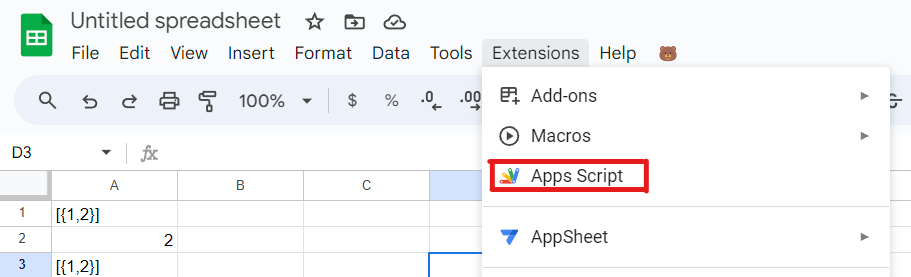 Untitled spreadsheet
File Edit View Insert Format Data Tools Extensions Help
100% $ % .0 .00
Add-ons
Macros
D3 fx
Apps Script
A B C
1 [{1,2}]
2 2
AppSheet
3 [{1,2}]